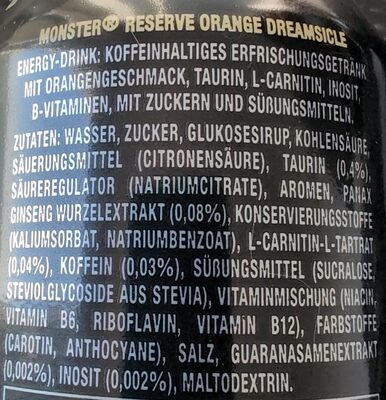 MONSTER® RESERVE ORANGE DREAMSICLE
ENERGY-DRINK: KOFFEINHALTIGES ERFRISCHUNGSGETRÄNK
MIT ORANGENGESCHMACK, TAURIN, L-CARNITIN, INOSIT,
B-VITAMINEN, MIT ZUCKERN UND SÜßUNGSMITTELN.
ZUTATEN: WASSER, ZUCKER, GLUKOSESIRUP, KOHLENSÄURE,
SÄUERUNGSMITTEL (CITRONENSÄURE), TAURIN (0,4%),
SÄUREREGULATOR (NATRIUMCITRATE), AROMEN, PANAX
GINSENG WURZELEXTRAKT (0,08%), KONSERVIERUNGSSTOFFE
(KALIUMSORBAT, NATRIUMBENZOAT), L-CARNITIN-L-TARTRAT
(0,04%), KOFFEIN (0,03%), SÜßUNGSMITTEL (SUCRALOSE,
STEVIOLGLYCOSIDE AUS STEVIA), VITAMINMISCHUNG (NIACIN,
VITAMIN B6, RIBOFLAVIN, VITAMIN B12), FARBSTOFFE
(CAROTIN, ANTHOCYANE), SALZ, GUARANASAMENEXTRAKT
(0,002%), INOSIT (0,002%), MALTODEXTRIN.